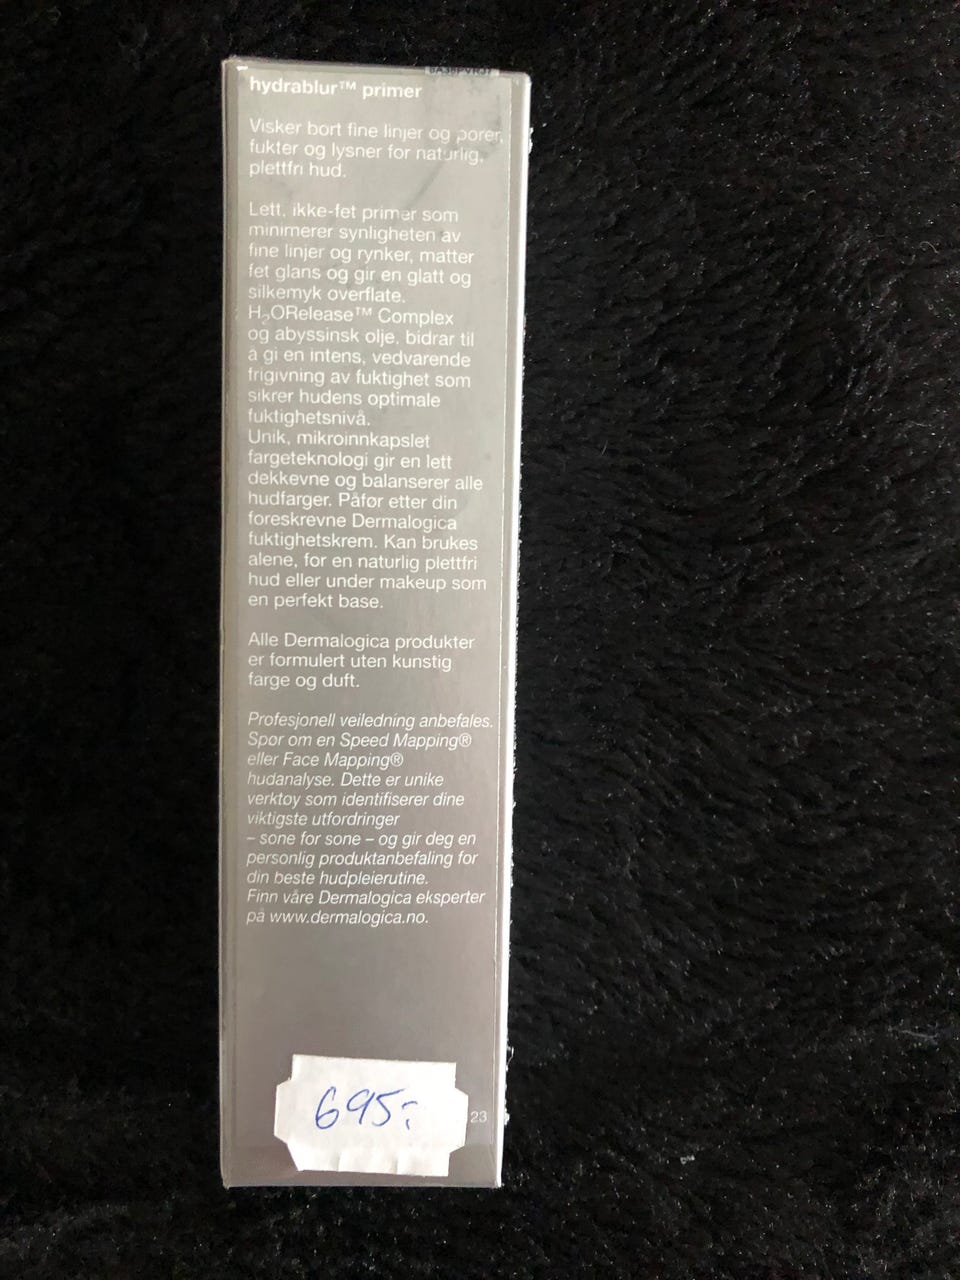 hydrablur™ primer
Visker bort fine linjer og porer,
fukter og lysner for naturlig,
plettfri hud.
Lett, ikke-fet primer som
minimerer synligheten av
fine linjer og rynker, matter
fet glans og gir en glatt og
silkemyk overflate.
H₂ORelease™ Complex
og abyssinsk olje, bidrar til
å gi en intens, vedvarende
frigivning av fuktighet som
sikrer hudens optimale
fuktighetsnivå.
Unik, mikroinnkapslet
fargeteknologi gir en lett
dekkevne og balanserer alle
hudfarger. Påfør etter din
foreskrevne Dermalogica
fuktighetskrem. Kan brukes
alene, for en naturlig plettfri
hud eller under makeup som
en perfekt base.
Alle Dermalogica produkter
er formulert uten kunstig
farge og duft.
Profesjonell veiledning anbefales.
Spor om en Speed Mapping®
eller Face Mapping®
hudanalyse. Dette er unike
verktøy som identifiserer dine
viktigste utfordringer
– sone for sone – og gir deg en
personlig produktanbefaling for
din beste hudpleierutine.
Finn våre Dermalogica eksperter
på www.dermalogica.no.
695,-
23